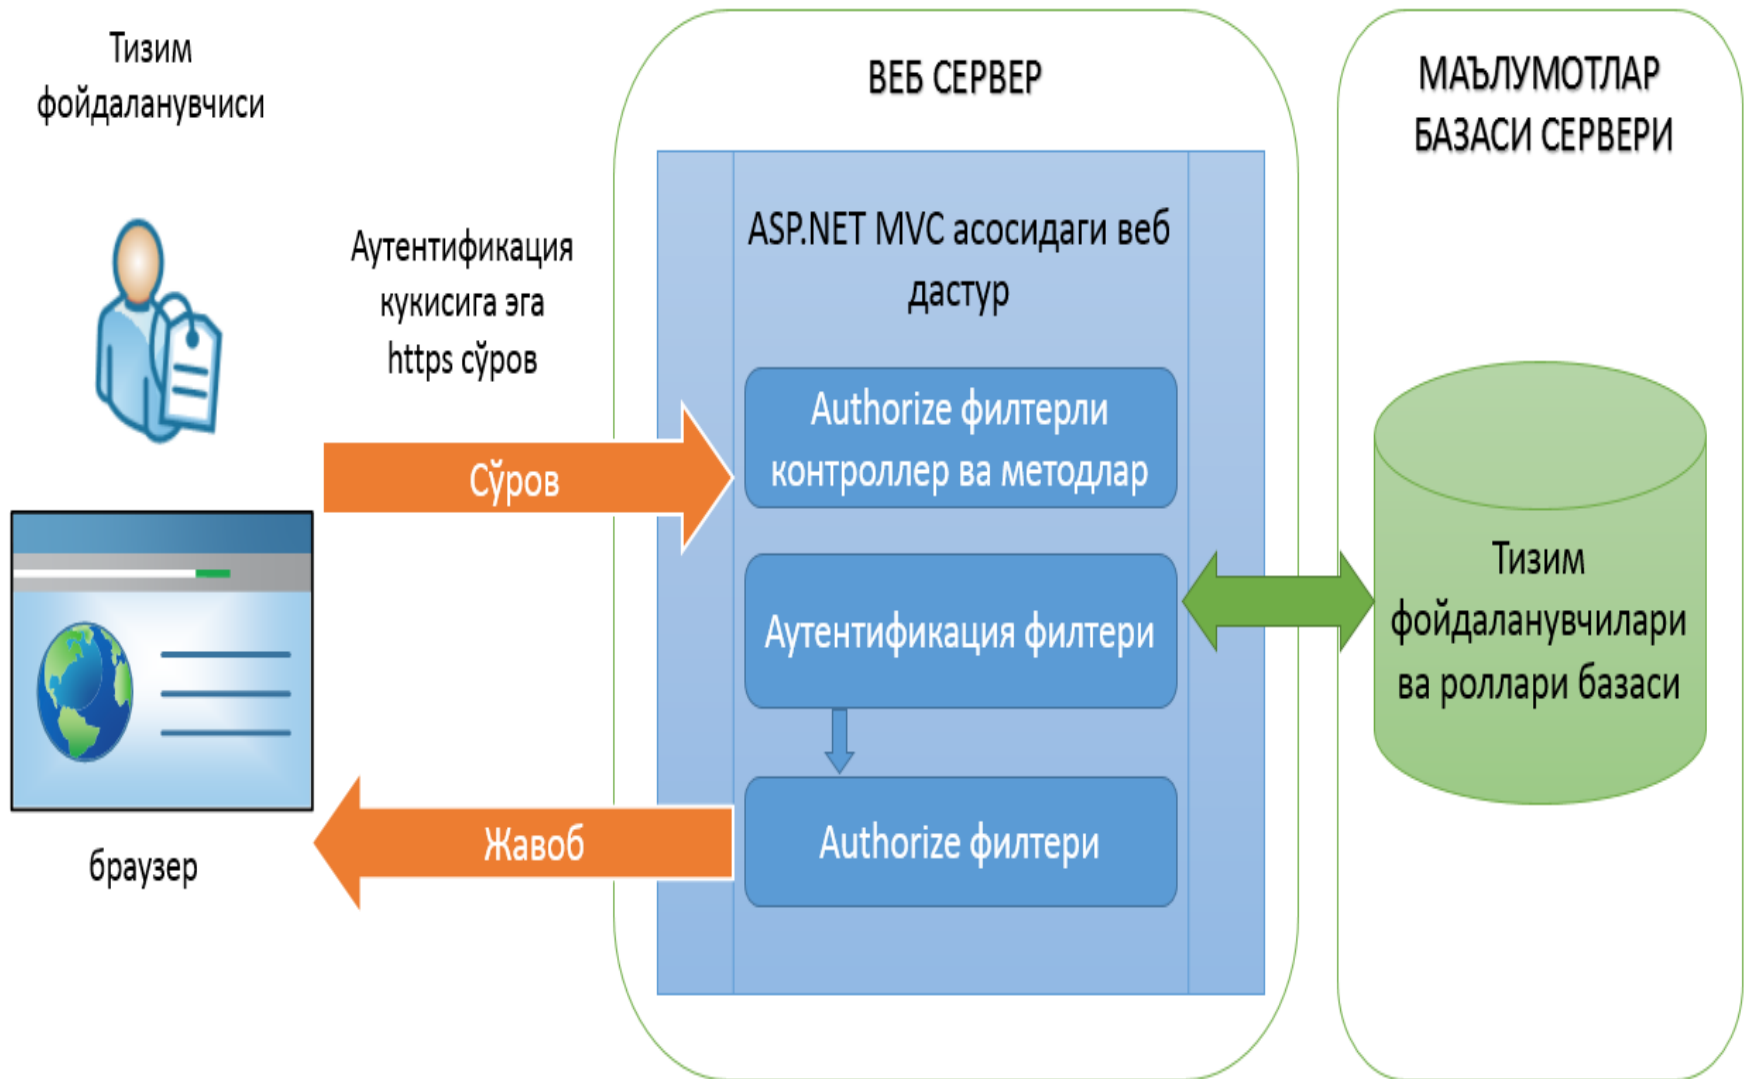 Тизим
фойдаланувчиси
Аутентификация
кукисига эга
https сўров
Сўров
Жавоб
браузер
ВЕБ СЕРВЕР
ASP.NET MVC асосидаги веб
дастур
Authorize филтерли
контроллер ва методлар
Аутентификация филтери
Authorize филтери
МАЪЛУМОТЛАР
БАЗАСИ СЕРВЕРИ
Тизим
фойдаланувчилари
ва роллари базаси